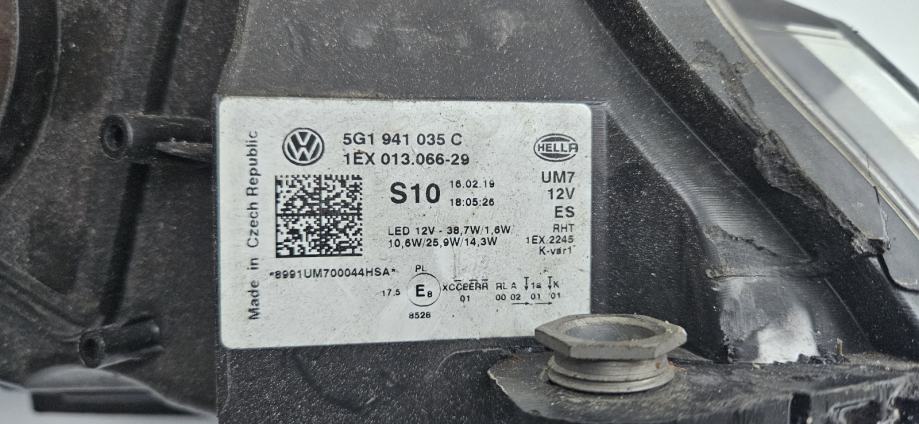 Made in Czech Republic
5G1 941 035 C
1EX 013.066-29
HELLA
S10
16.02.19
18:05:26
UM7
12V
ES
RHT
1EX.2245
K-var1
LED 12V - 38,7W/1,6W
10,6W/25,9W/14,3W
*8991UM700044HSA*
PL
17.5
E8
XCCEERR RL A 1a K
01 00 02 01 01
8526